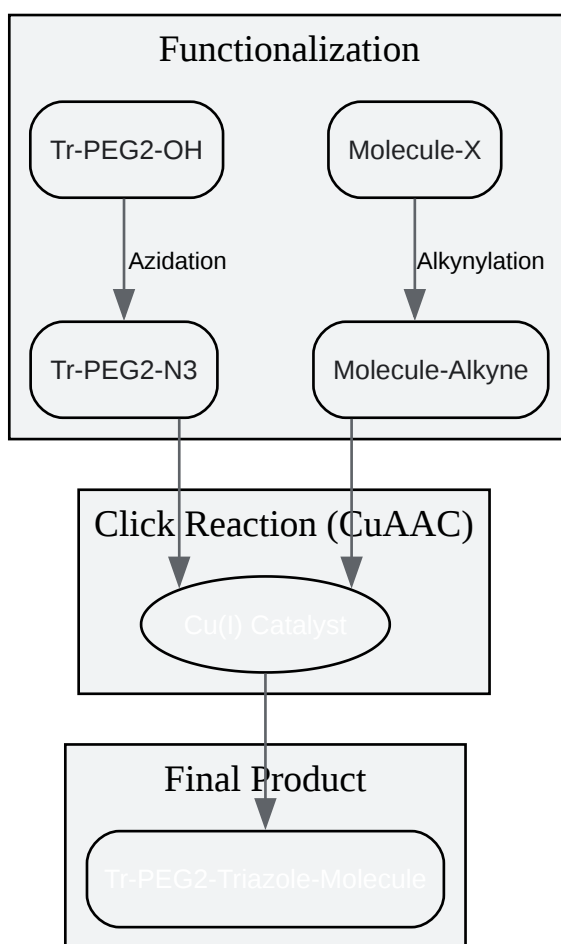 Functionalization
Tr-PEG2-OH
Molecule-X
Azidation
Alkynylation
Tr-PEG2-N3
Molecule-Alkyne
Click Reaction (CuAAC)
Cu(I) Catalyst
Final Product
Tr-PEG2-Triazole-Molecule